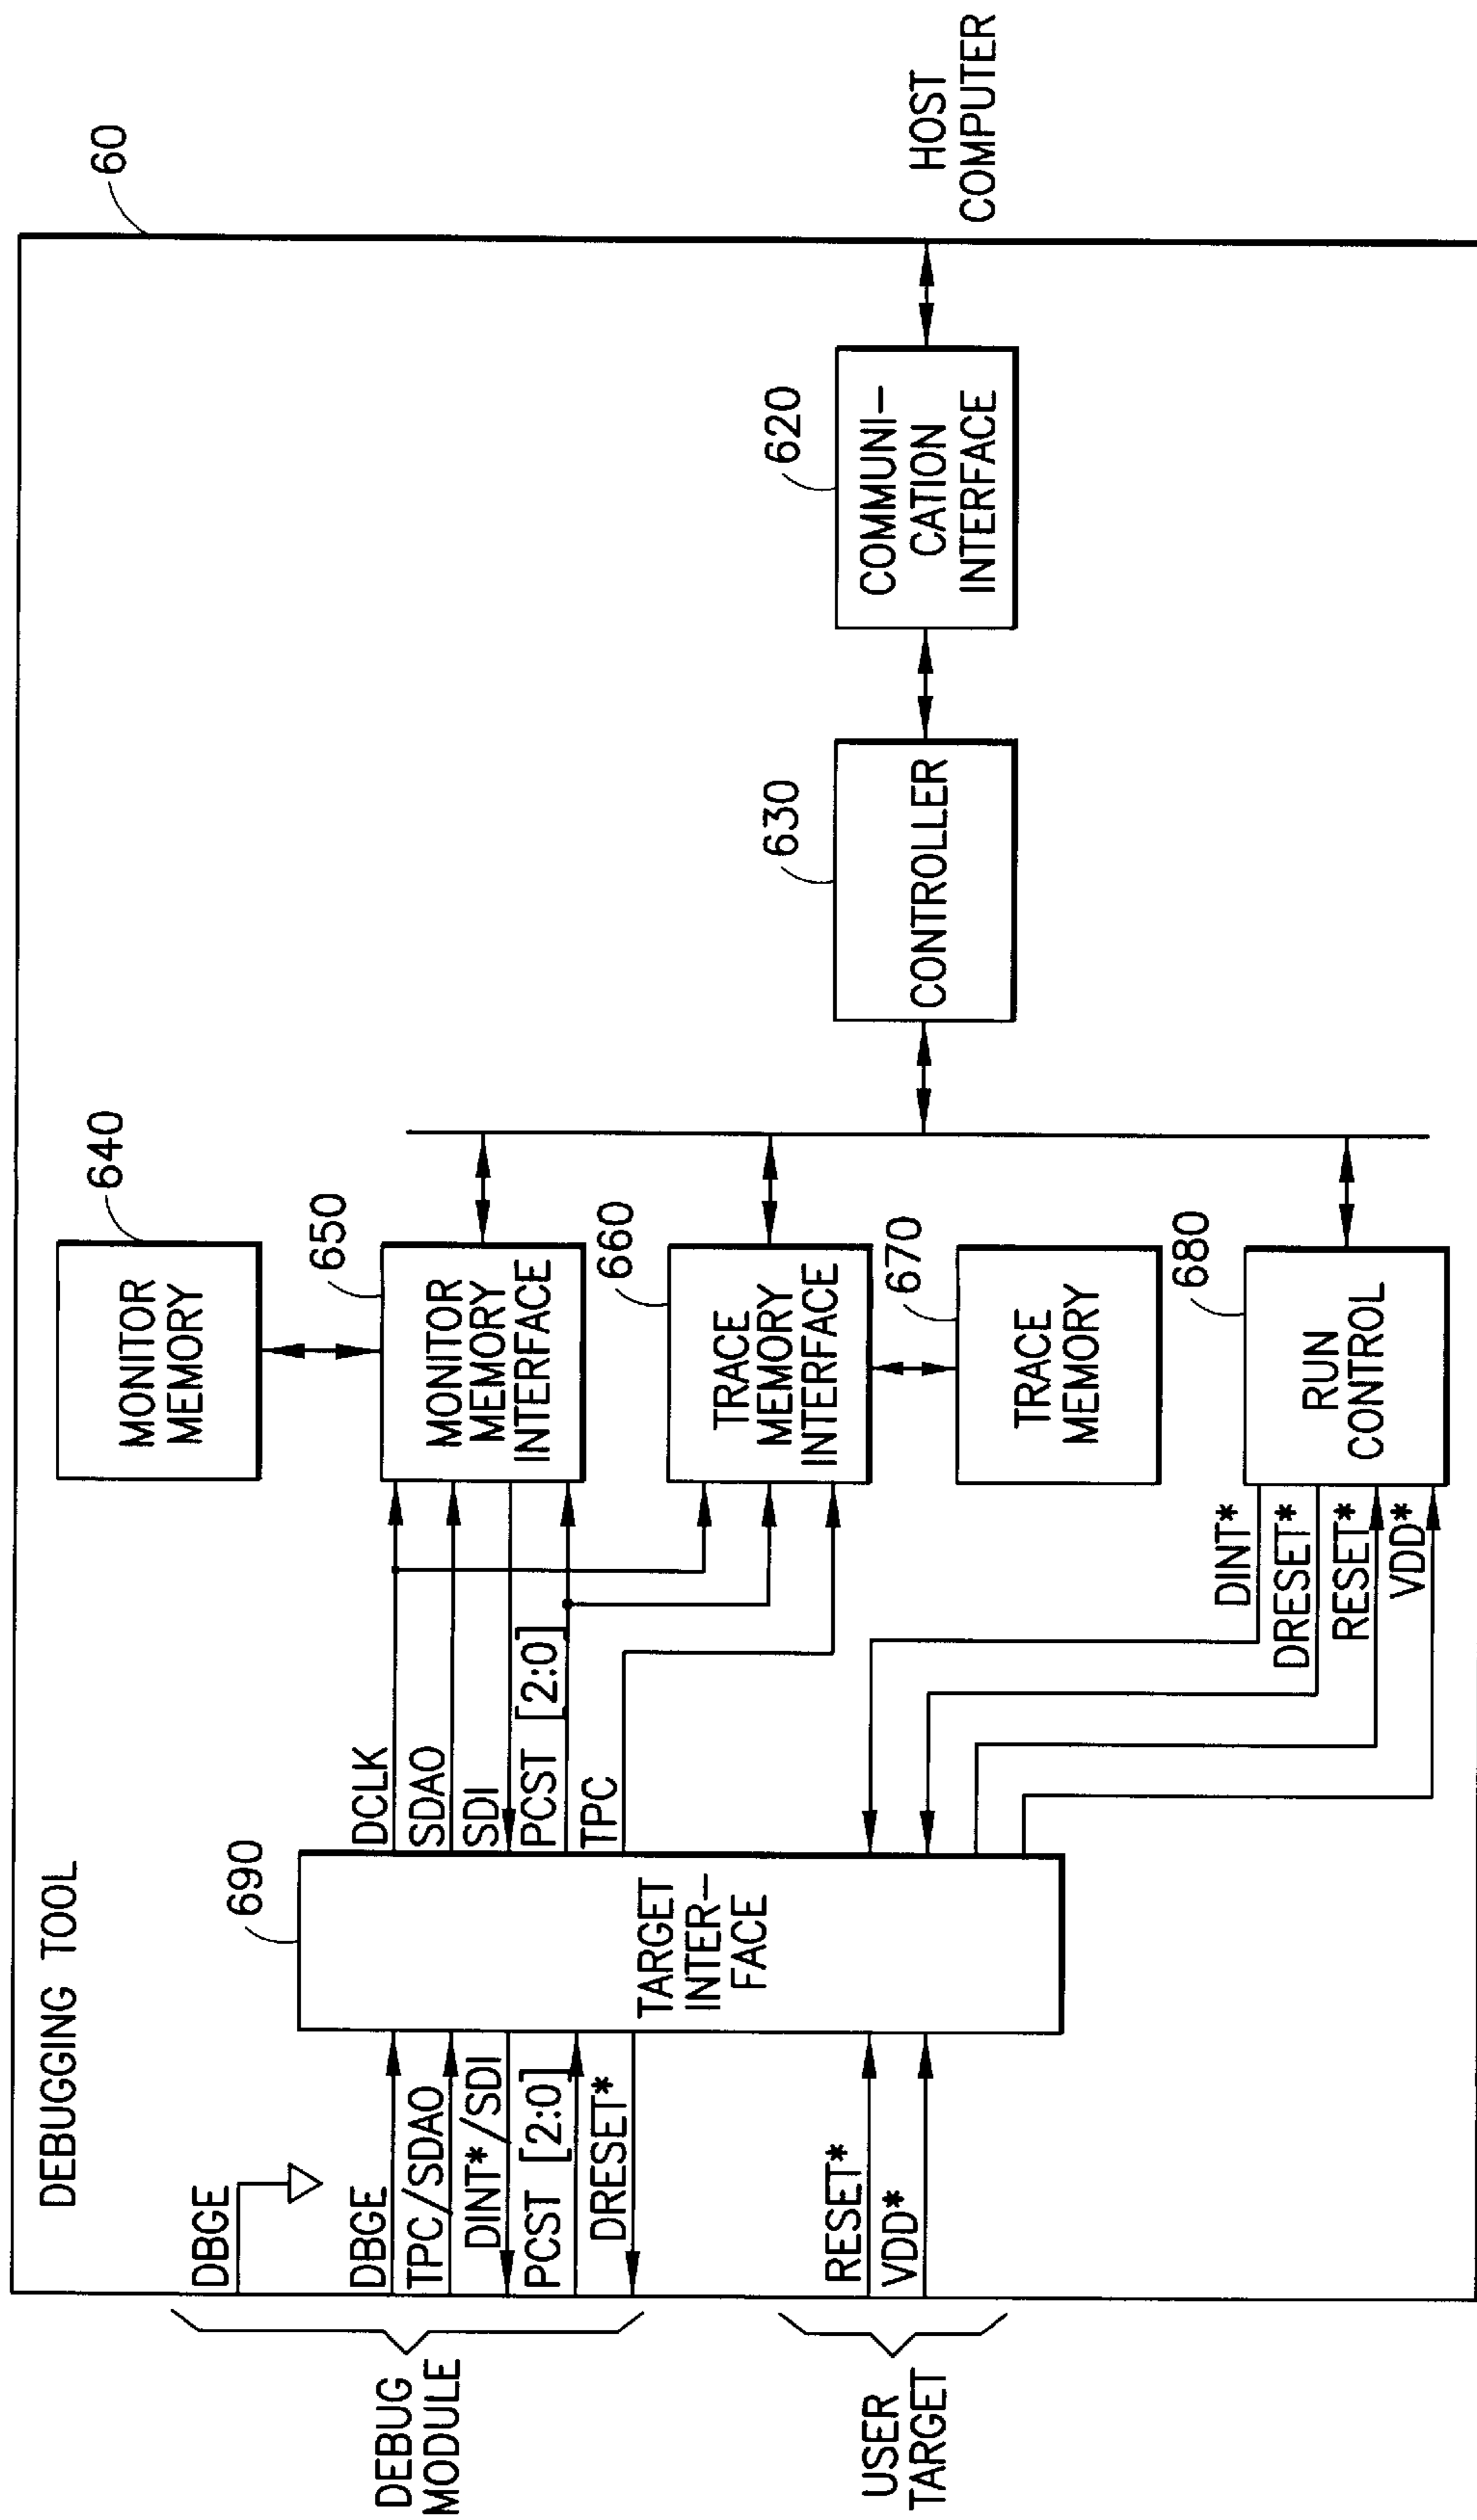 DEBUGGING TOOL
60
DEBUG
MODULE
DBGE
DBGE
TPC/SDAO
DINT*/SDI
PCST [2:0]
DRESET*
USER
TARGET
RESET*
VDD*
690
TARGET
INTER–
FACE
DCLK
SDAO
SDI
PCST [2:0]
TPC
DINT*
DRESET*
RESET*
VDD*
640
MONITOR
MEMORY
650
MONITOR
MEMORY
INTERFACE
660
TRACE
MEMORY
INTERFACE
670
TRACE
MEMORY
680
RUN
CONTROL
630
CONTROLLER
620
COMMUNI–
CATION
INTERFACE
HOST
COMPUTER